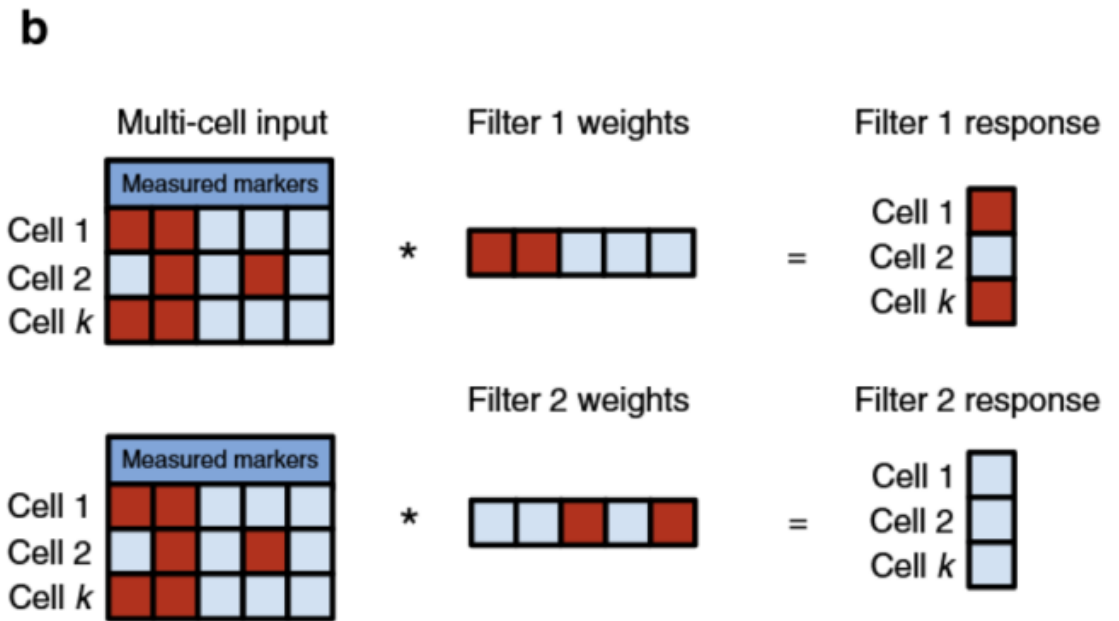 b
Multi-cell input Filter 1 weights Filter 1 response
Measured markers
Cell 1
Cell 2
Cell k
*
=
Cell 1
Cell 2
Cell k
Filter 2 weights Filter 2 response
Measured markers
Cell 1
Cell 2
Cell k
*
=
Cell 1
Cell 2
Cell k